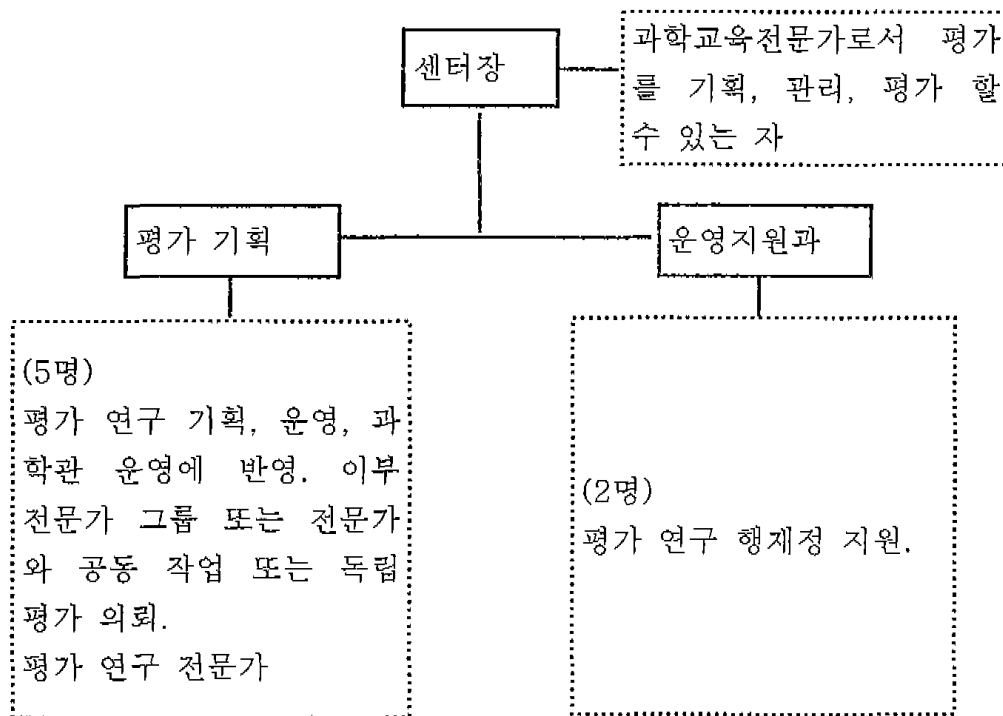 센터장
과학교육전문가로서 평가
를 기획, 관리, 평가 할
수 있는 자
평가 기획
운영지원과
(5명)
평가 연구 기획, 운영, 과
학관 운영에 반영. 이부
전문가 그룹 또는 전문가
와 공동 작업 또는 독립
평가 의뢰.
평가 연구 전문가
(2명)
평가 연구 행재정 지원.